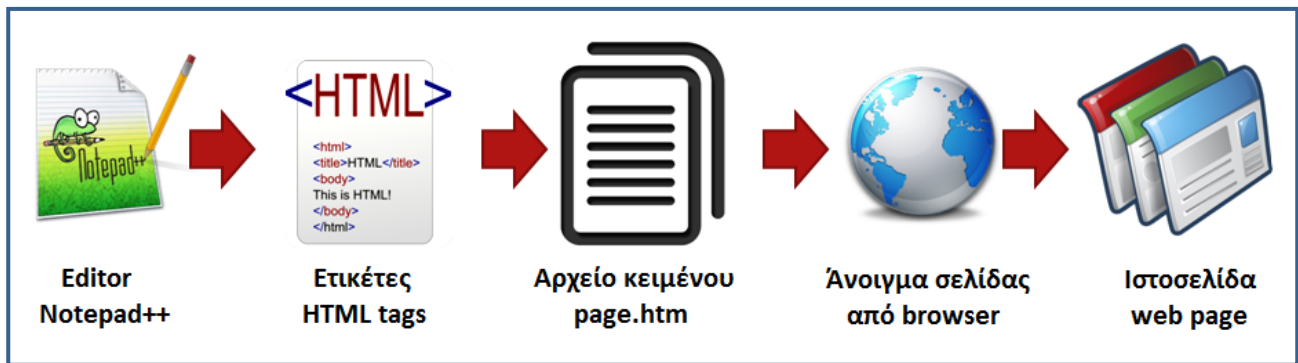 Notepad++
<HTML>
<html>
<title>HTML</title>
<body>
This is HTML!
</body>
</html>
Editor
Notepad++
Ετικέτες
HTML tags
Αρχείο κειμένου
page.htm
Άνοιγμα σελίδας
από browser
Ιστοσελίδα
web page